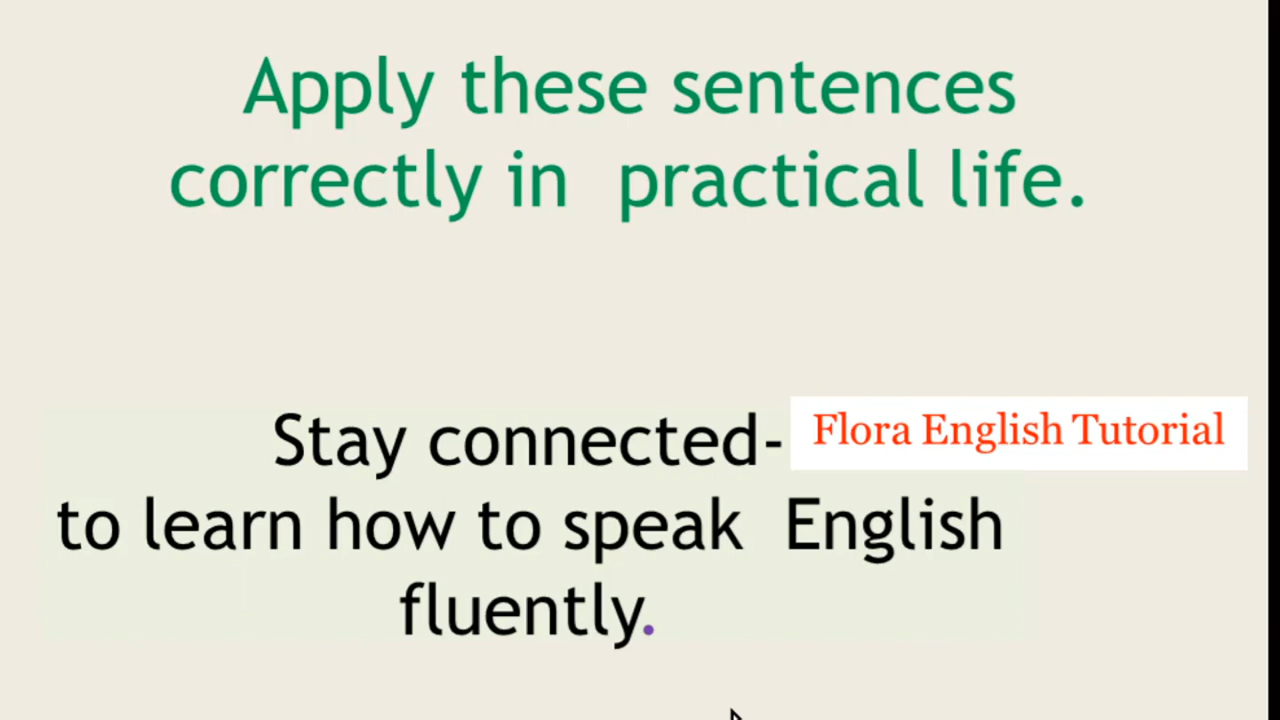 Apply these sentences
correctly in practical life.
Stay connected- Flora English Tutorial
to learn how to speak English
fluently.